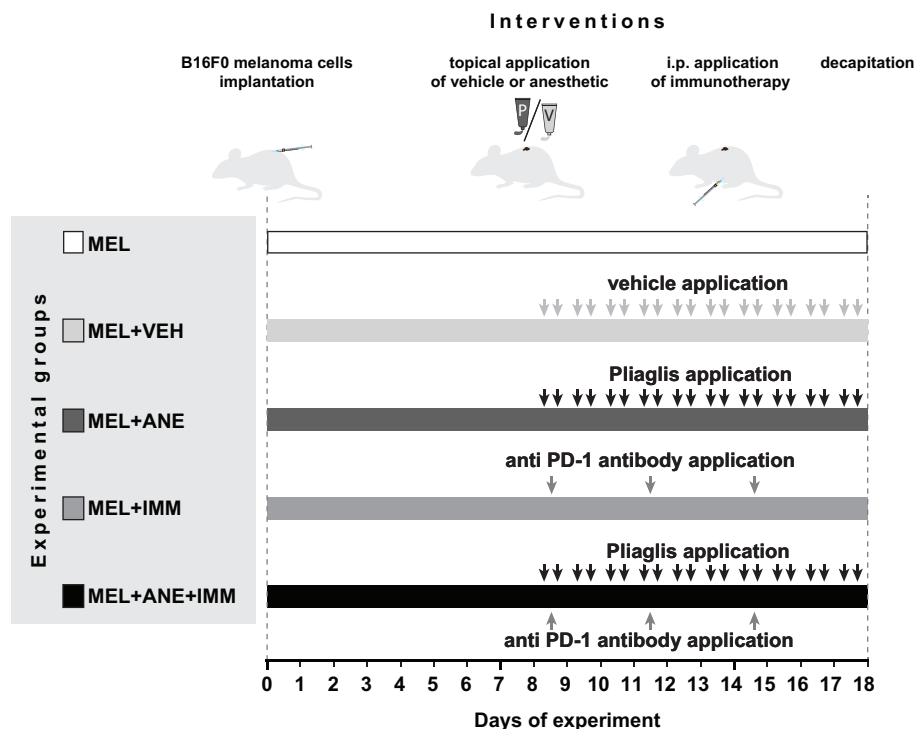 Interventions
B16F0 melanoma cells
implantation
topical application
of vehicle or anesthetic
i.p. application
of immunotherapy
decapitation
P
V
Experimental groups
MEL
vehicle application
MEL+VEH
Pliaglis application
MEL+ANE
anti PD-1 antibody application
MEL+IMM
Pliaglis application
MEL+ANE+IMM
anti PD-1 antibody application
0 1 2 3 4 5 6 7 8 9 10 11 12 13 14 15 16 17 18
Days of experiment